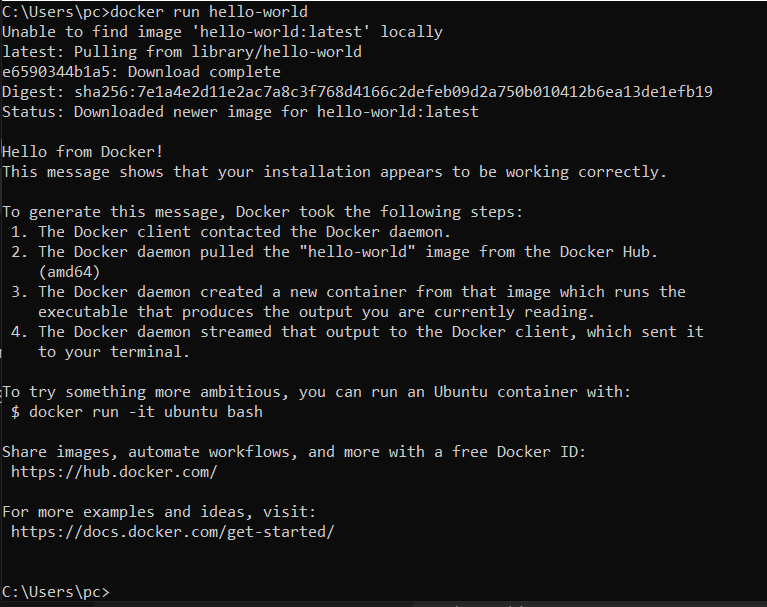 C:\Users\pc>docker run hello-world
Unable to find image 'hello-world:latest' locally
latest: Pulling from library/hello-world
e6590344b1a5: Download complete
Digest: sha256:7e1a4e2d11e2ac7a8c3f768d4166c2defeb09d2a750b010412b6ea13de1efb19
Status: Downloaded newer image for hello-world:latest

Hello from Docker!
This message shows that your installation appears to be working correctly.

To generate this message, Docker took the following steps:
 1. The Docker client contacted the Docker daemon.
 2. The Docker daemon pulled the "hello-world" image from the Docker Hub.
    (amd64)
 3. The Docker daemon created a new container from that image which runs the
    executable that produces the output you are currently reading.
 4. The Docker daemon streamed that output to the Docker client, which sent it
    to your terminal.

To try something more ambitious, you can run an Ubuntu container with:
 $ docker run -it ubuntu bash

Share images, automate workflows, and more with a free Docker ID:
 https://hub.docker.com/

For more examples and ideas, visit:
 https://docs.docker.com/get-started/

C:\Users\pc>